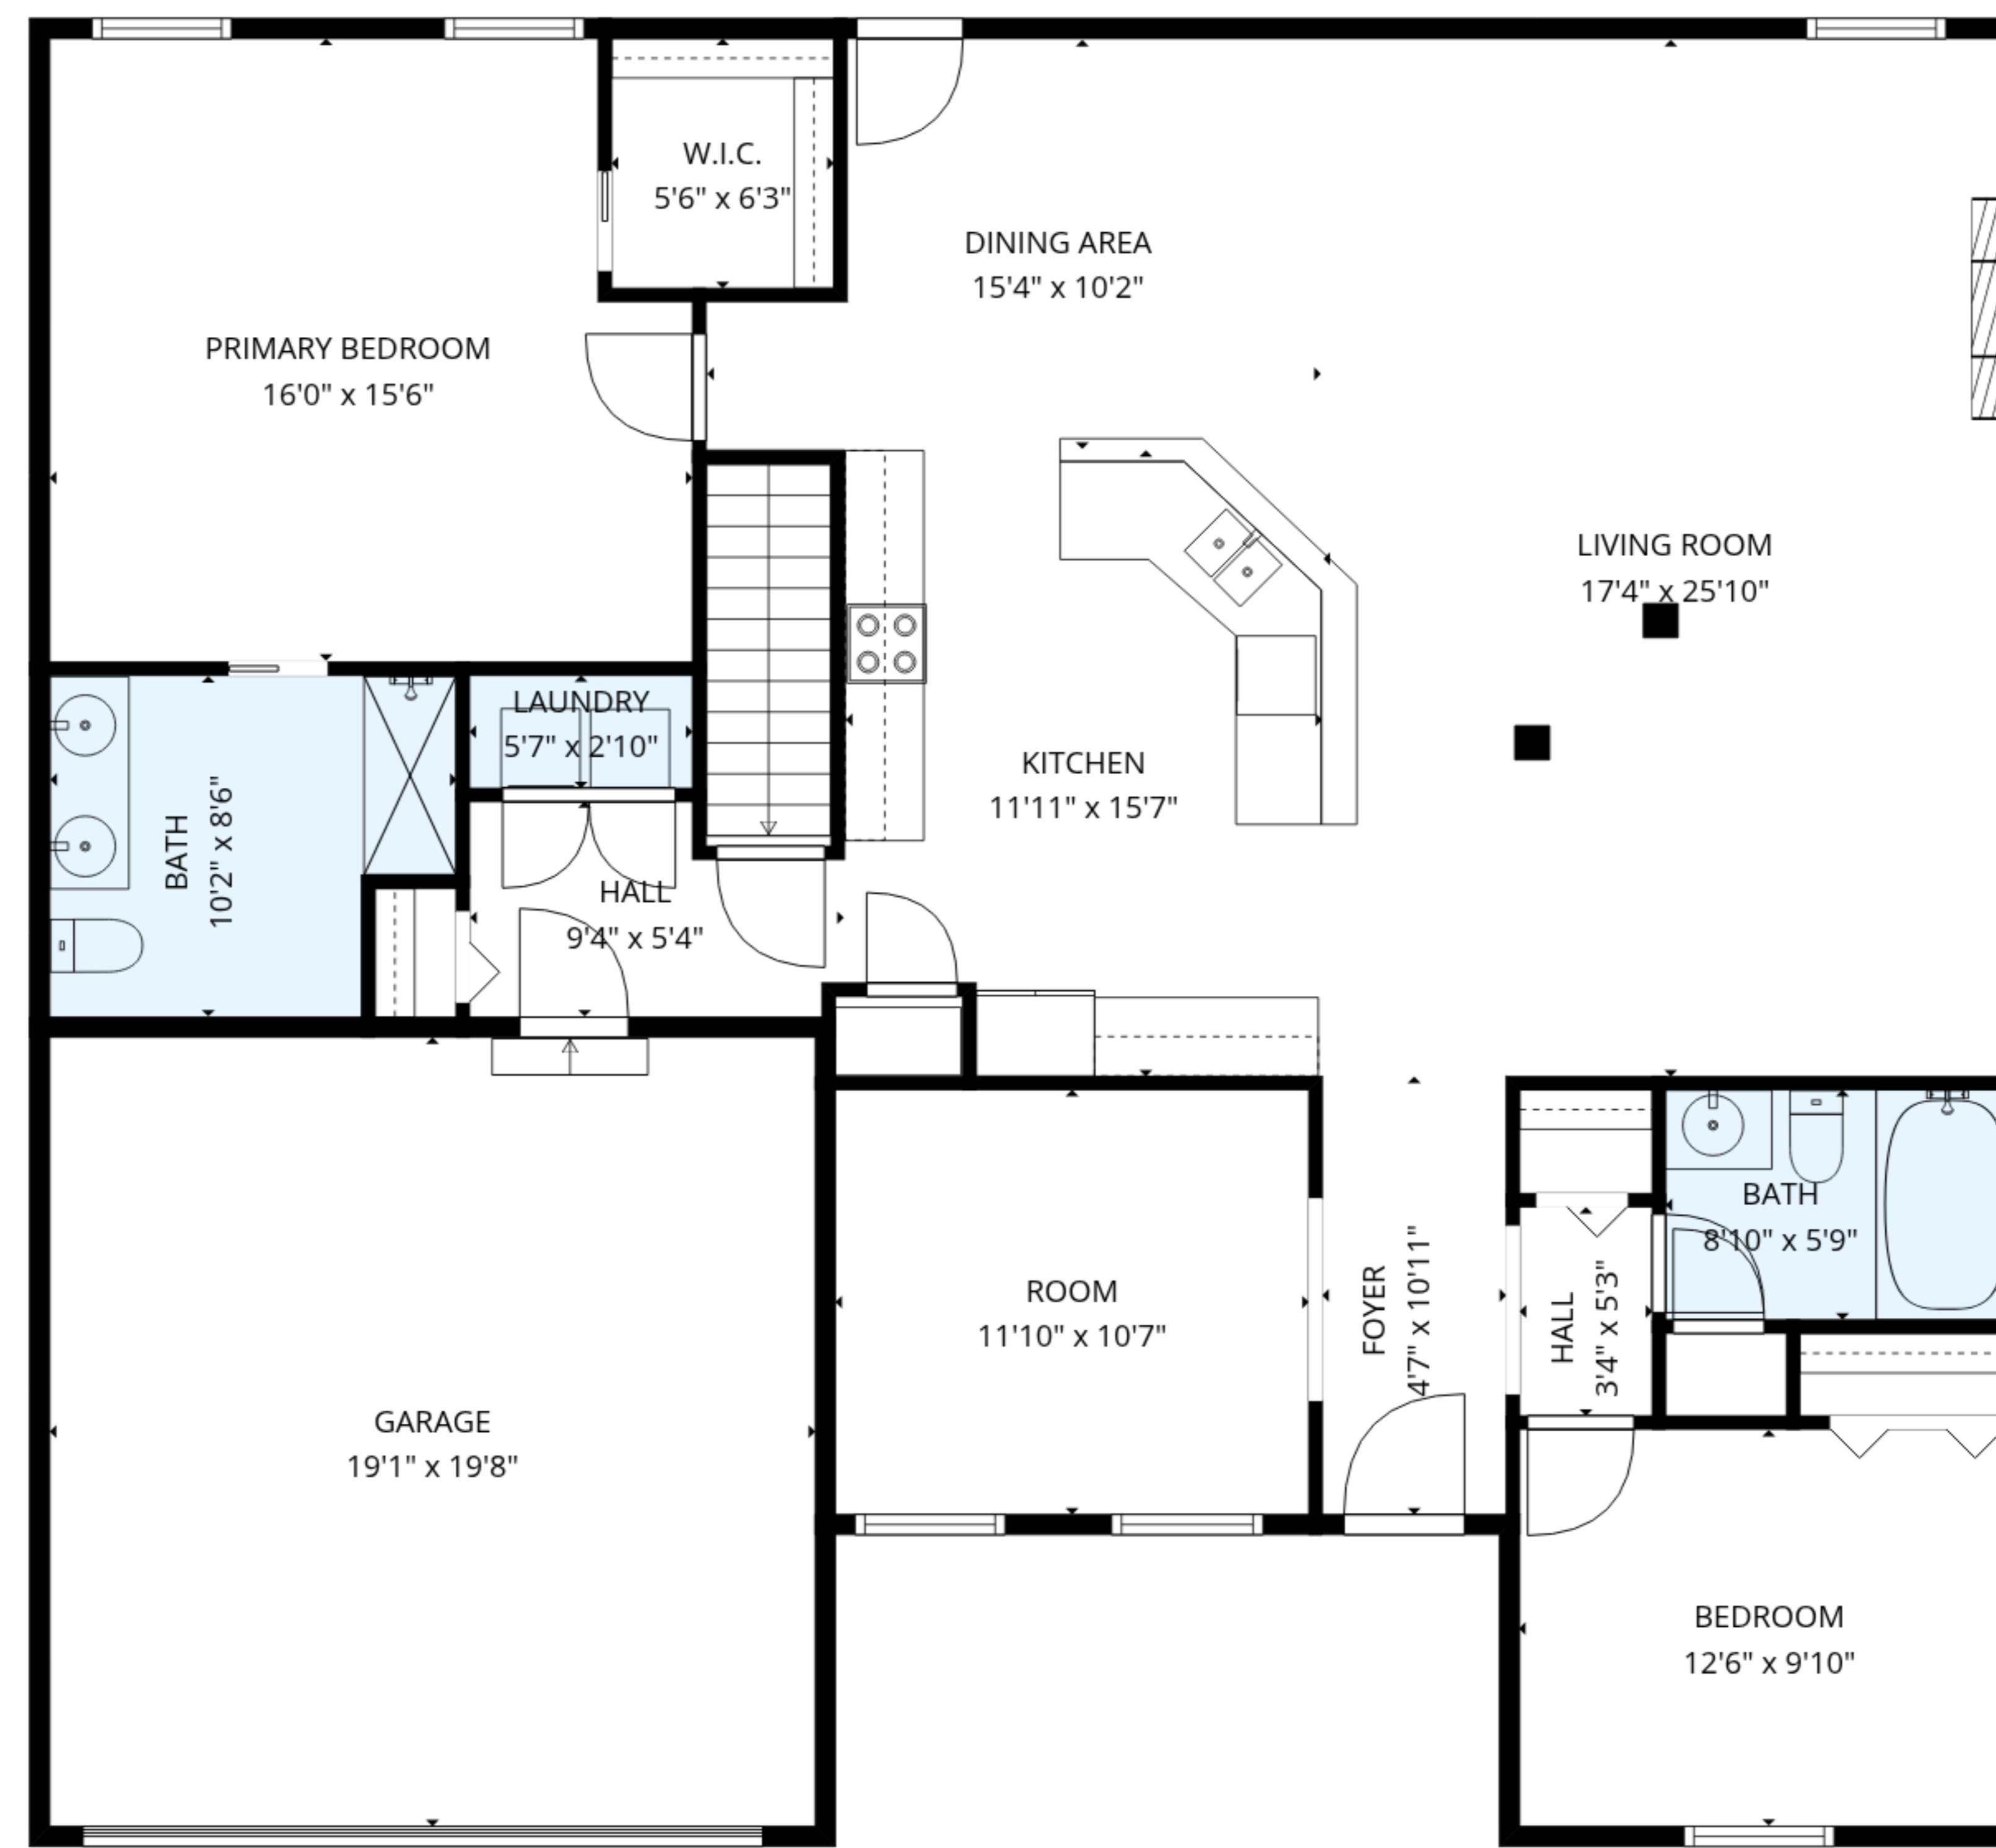 W.I.C.
5'6" x 6'3"
DINING AREA
15'4" x 10'2"
PRIMARY BEDROOM
16'0" x 15'6"
LIVING ROOM
17'4" x 25'10"
LAUNDRY
5'7" x 2'10"
KITCHEN
11'11" x 15'7"
BATH
10'2" x 8'6"
HALL
9'4" x 5'4"
BATH
8'10" x 5'9"
ROOM
11'10" x 10'7"
FOYER
4'7" x 10'11"
HALL
3'4" x 5'3"
GARAGE
19'1" x 19'8"
BEDROOM
12'6" x 9'10"